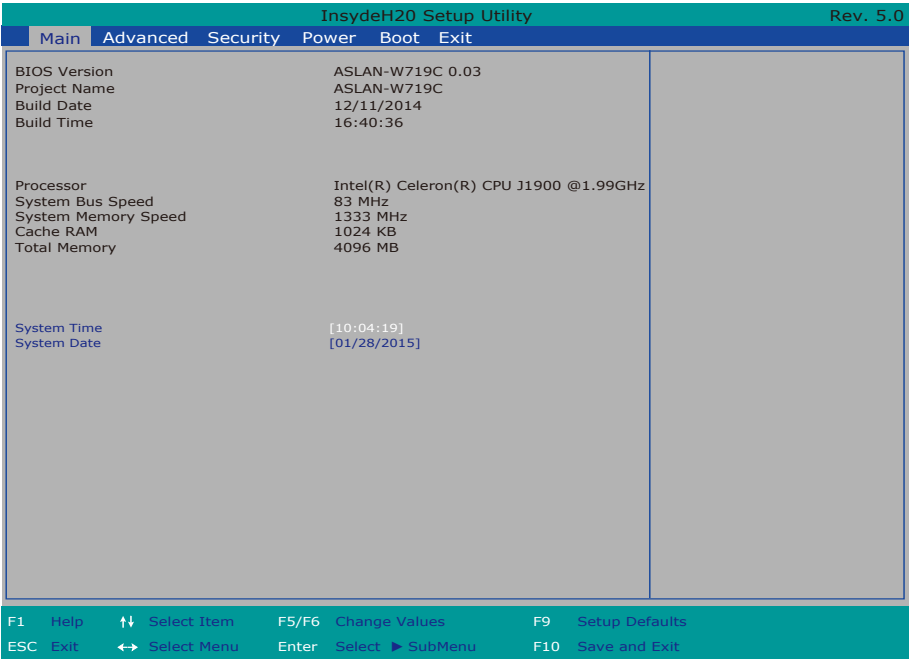 InsydeH20 Setup Utility Rev. 5.0
Main Advanced Security Power Boot Exit
BIOS Version ASLAN-W719C 0.03
Project Name ASLAN-W719C
Build Date 12/11/2014
Build Time 16:40:36
Processor Intel(R) Celeron(R) CPU J1900 @1.99GHz
System Bus Speed 83 MHz
System Memory Speed 1333 MHz
Cache RAM 1024 KB
Total Memory 4096 MB
System Time [10:04:19]
System Date [01/28/2015]
F1 Help ↑↓ Select Item F5/F6 Change Values F9 Setup Defaults
ESC Exit ↔ Select Menu Enter Select ▶ SubMenu F10 Save and Exit